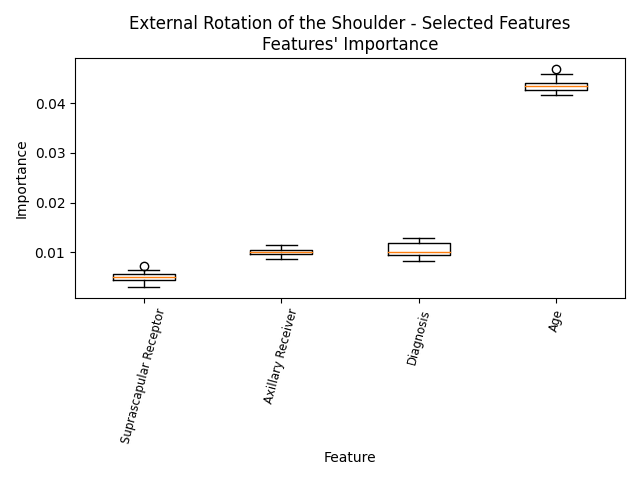 External Rotation of the Shoulder - Selected Features
Features' Importance
Importance
0.04
0.03
0.02
0.01
Suprascapular Receptor
Axillary Receiver
Diagnosis
Age
Feature